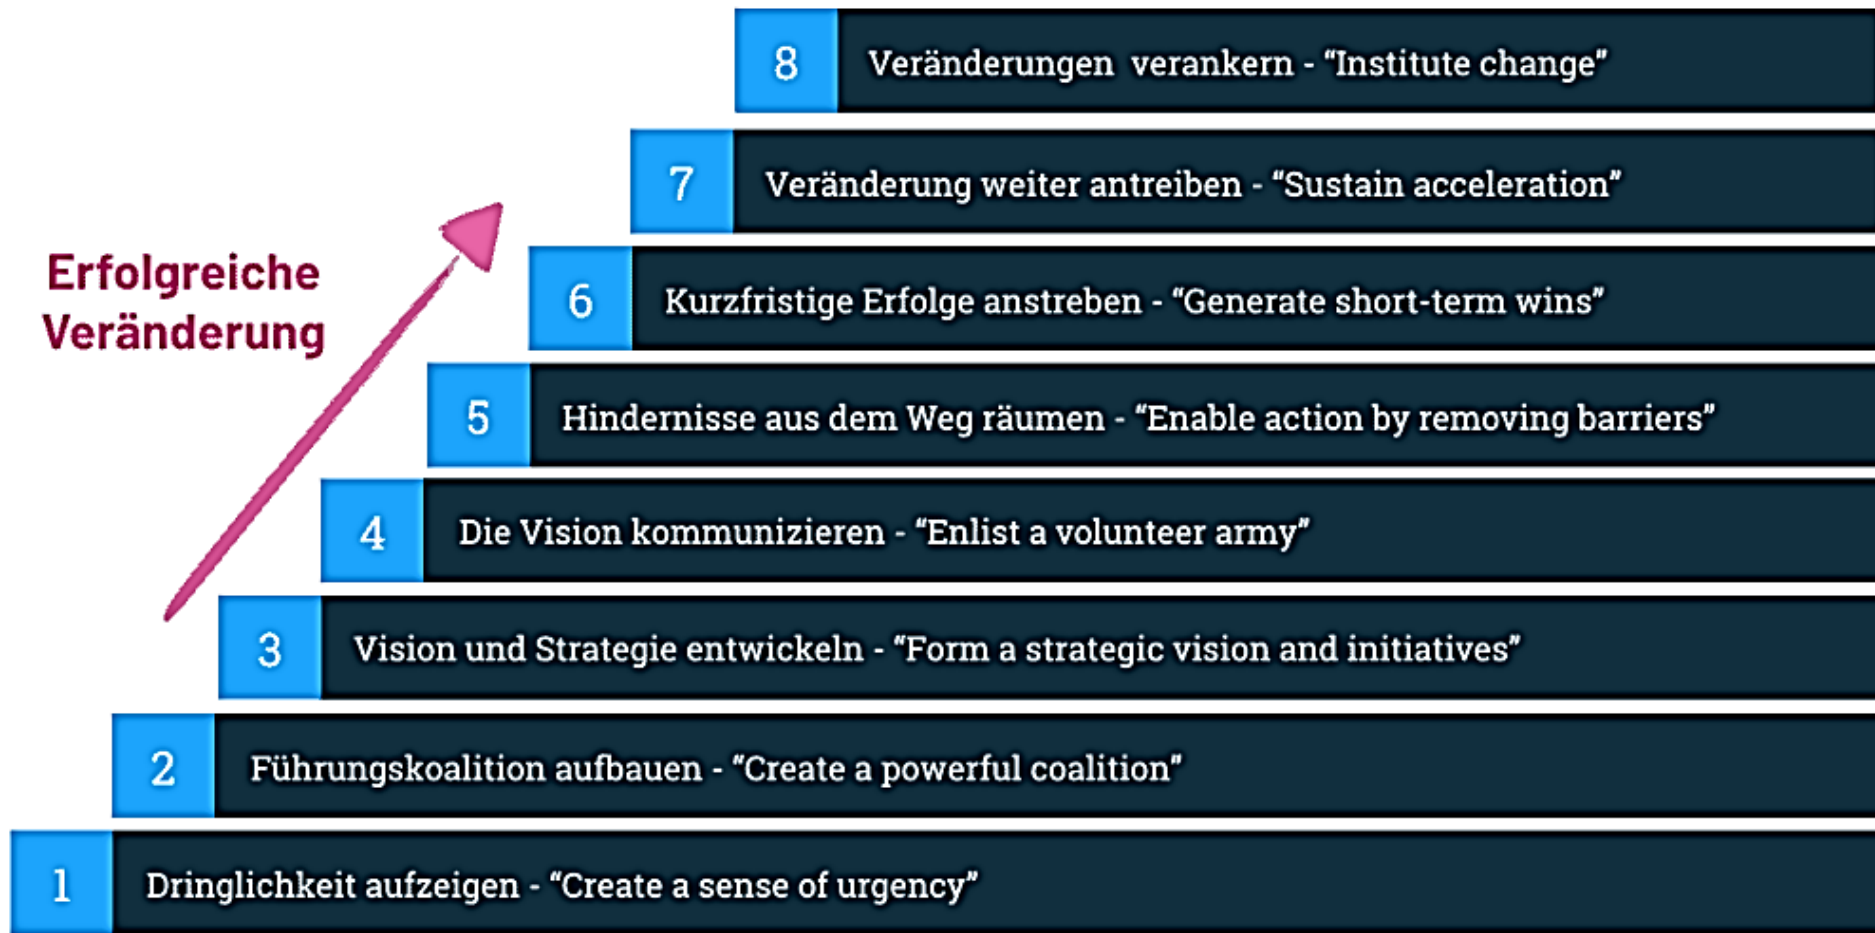 8 Veränderungen verankern - “Institute change”
7 Veränderung weiter antreiben - “Sustain acceleration”
Erfolgreiche
Veränderung
6 Kurzfristige Erfolge anstreben - “Generate short-term wins”
5 Hindernisse aus dem Weg räumen - “Enable action by removing barriers”
4 Die Vision kommunizieren - “Enlist a volunteer army”
3 Vision und Strategie entwickeln - “Form a strategic vision and initiatives”
2 Führungskoalition aufbauen - “Create a powerful coalition”
1 Dringlichkeit aufzeigen - “Create a sense of urgency”